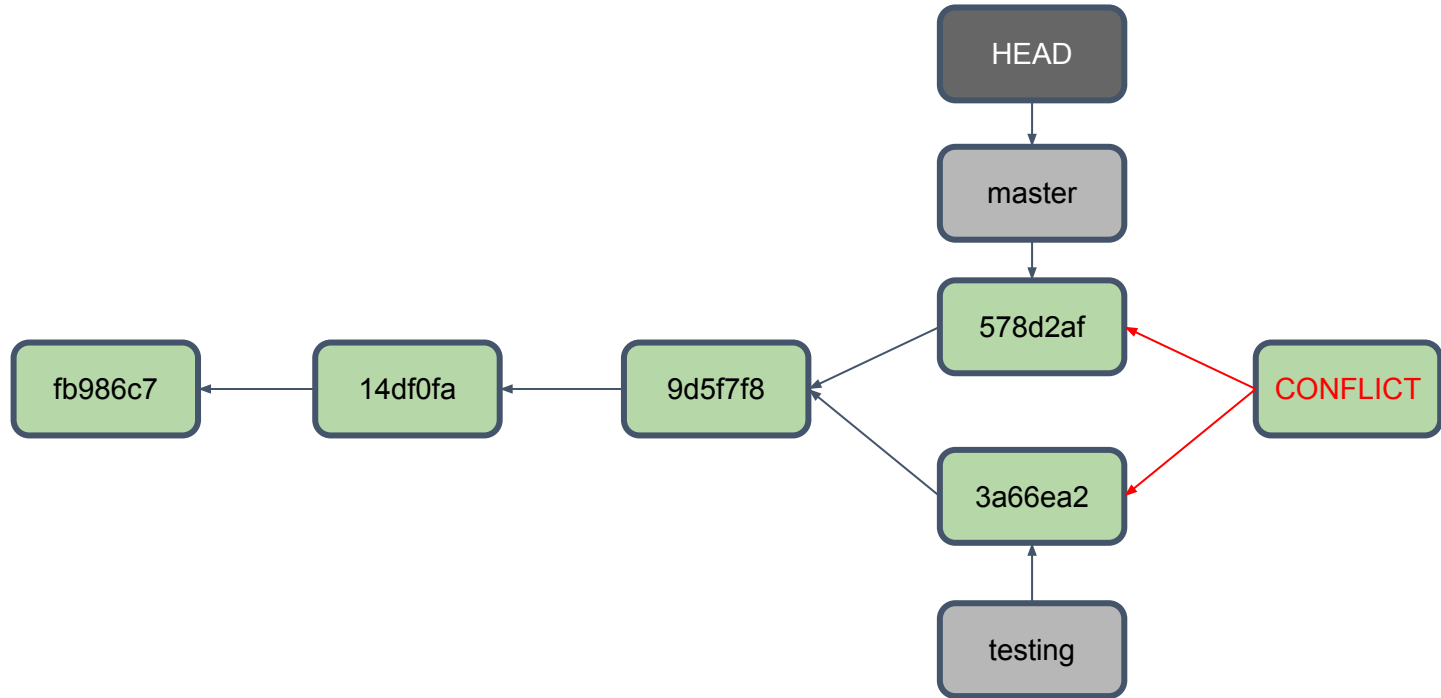 HEAD
master
578d2af
fb986c7
14df0fa
9d5f7f8
CONFLICT
3a66ea2
testing